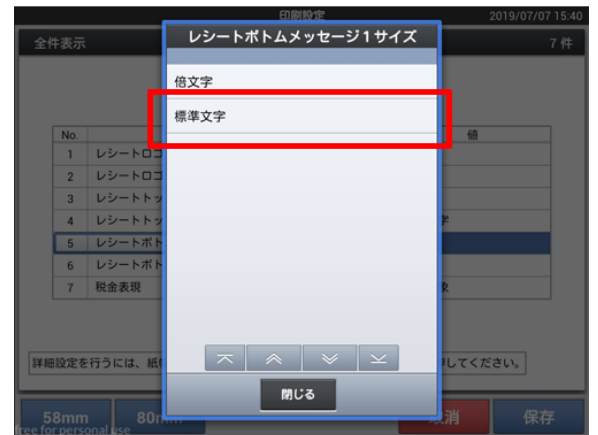 印刷設定
2019/07/07 15:40
全件表示
7 件
レシートボトムメッセージ1サイズ
倍文字
標準文字
No.
値
1 レシートロゴ
2 レシートロゴ
3 レシートトッ
4 レシートトッ
5 レシートボト
6 レシートボト
7 税金表現
詳細設定を行うには、紙
してください。
閉じる
58mm
80mm
取消
保存
free for personal use